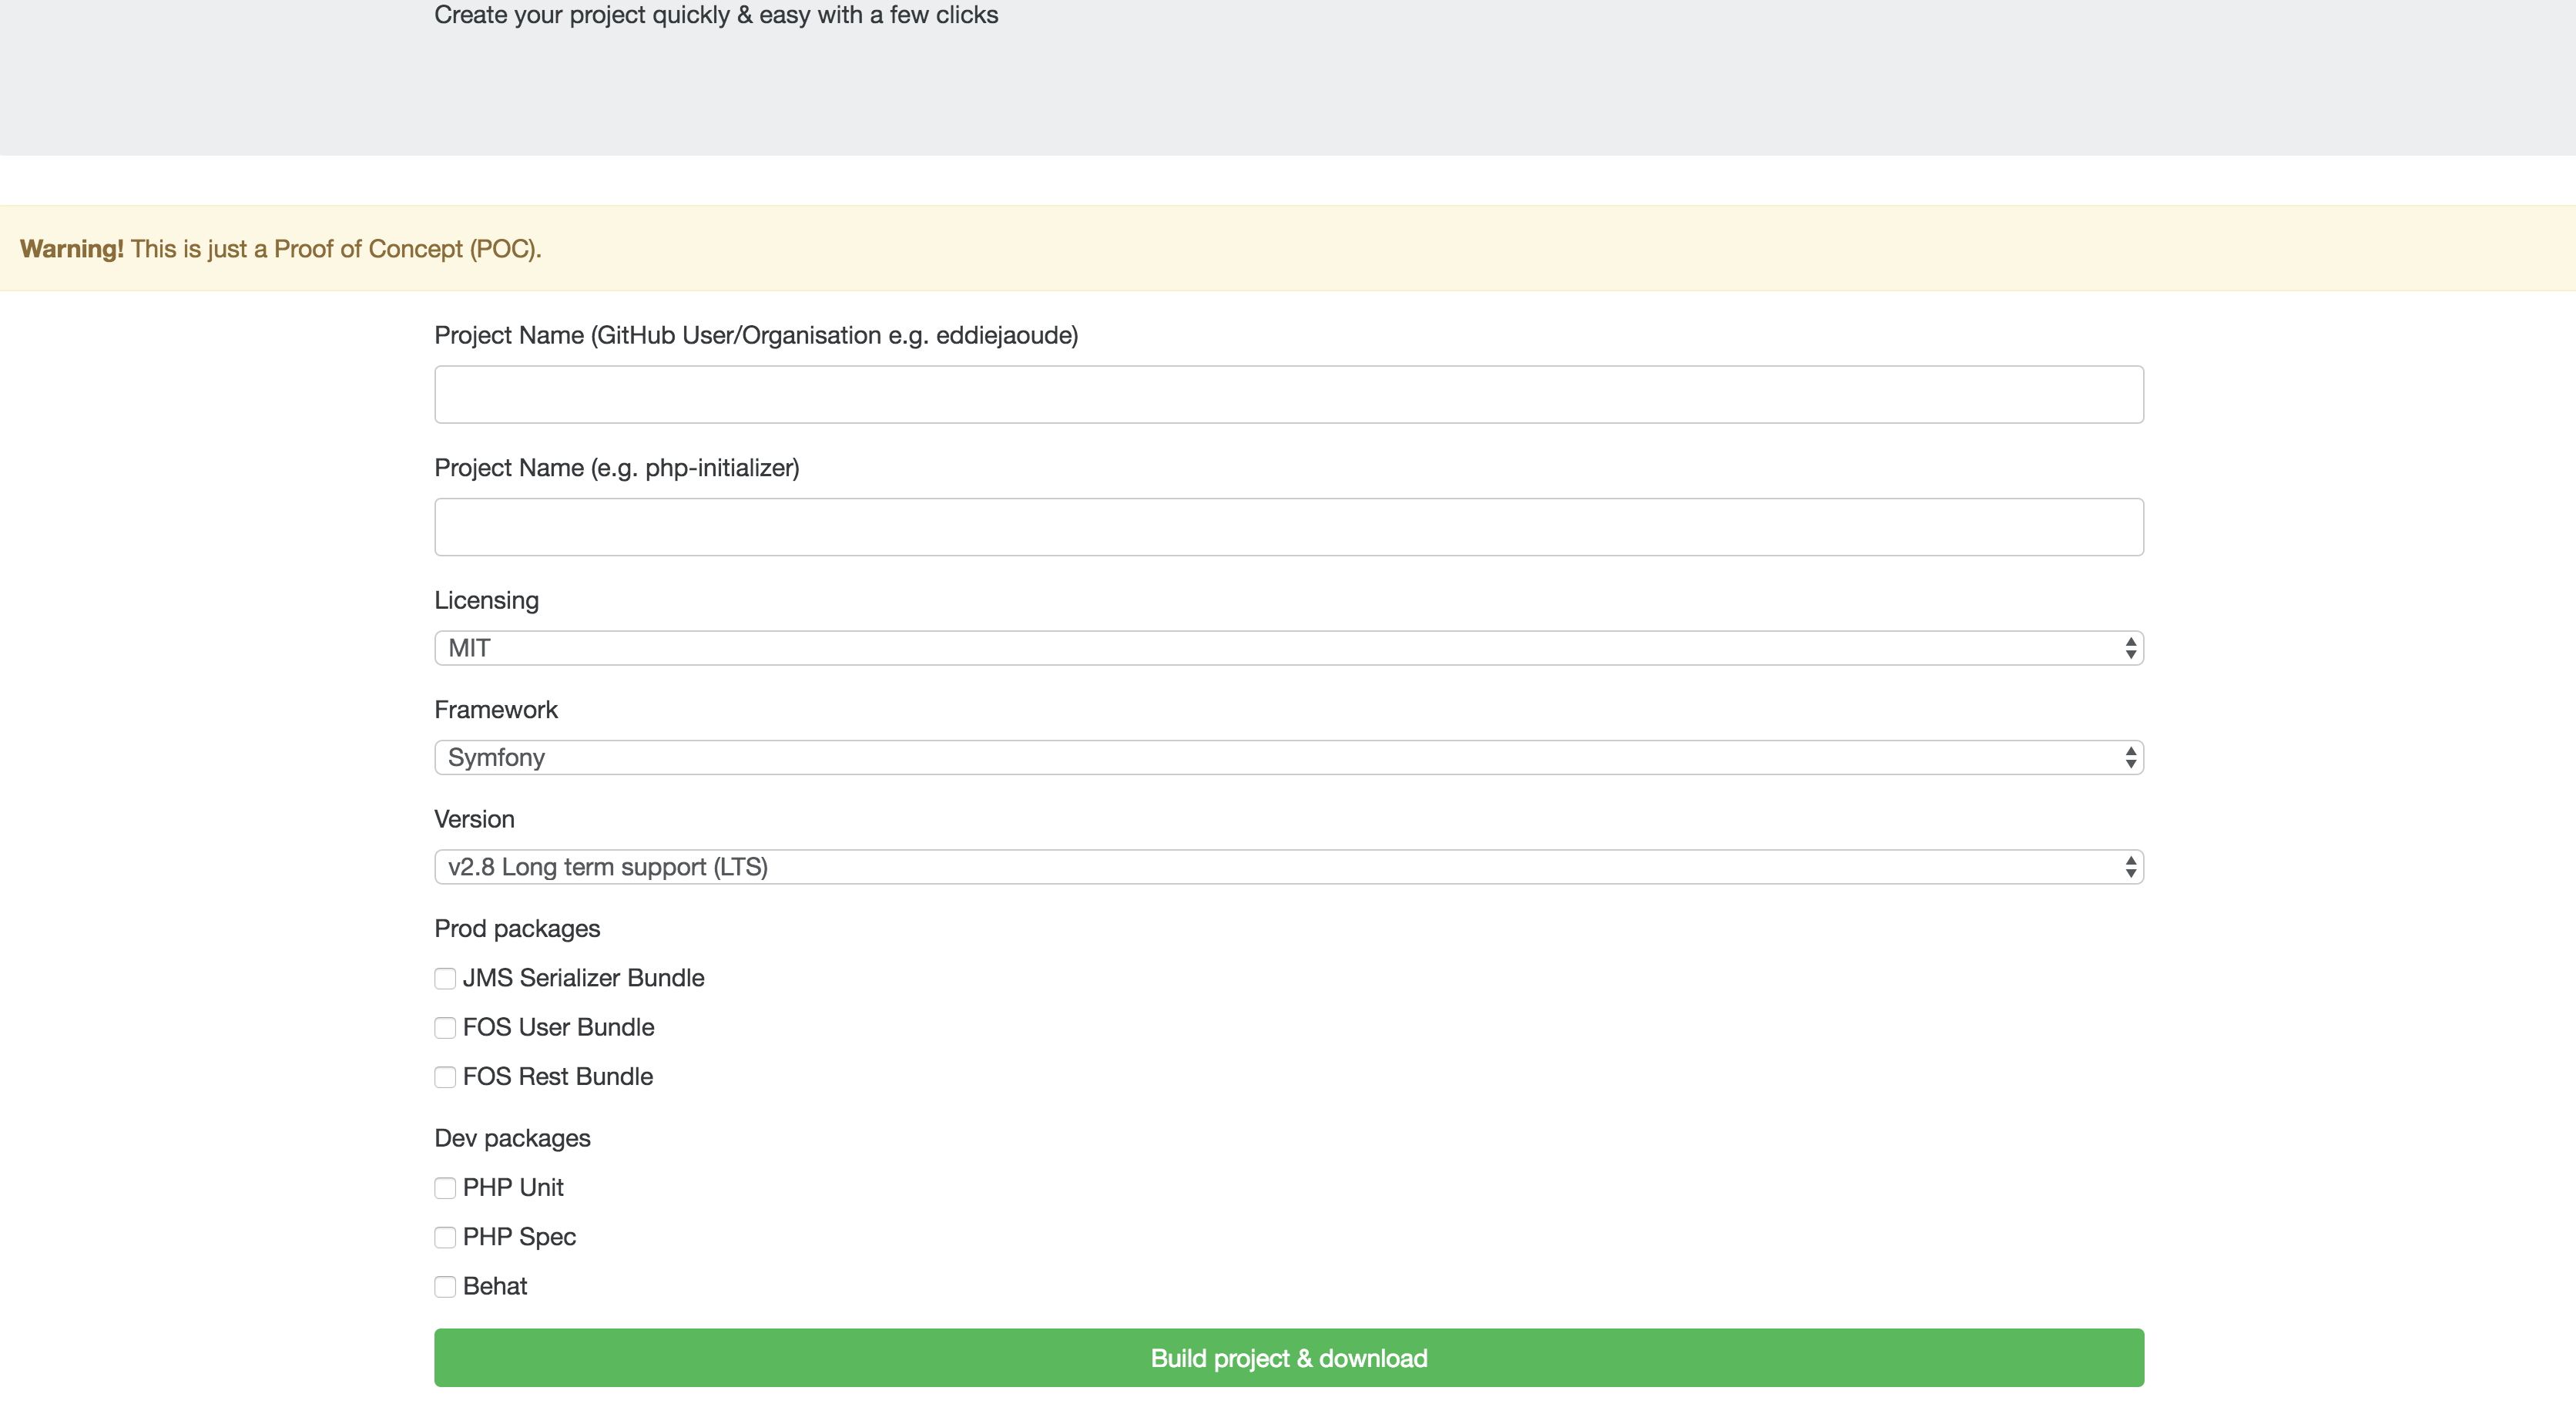 Create your project quickly & easy with a few clicks
Warning! This is just a Proof of Concept (POC).
Project Name (GitHub User/Organisation e.g. eddiejaoude)
Project Name (e.g. php-initializer)
Licensing
MIT
Framework
Symfony
Version
v2.8 Long term support (LTS)
Prod packages
JMS Serializer Bundle
FOS User Bundle
FOS Rest Bundle
Dev packages
PHP Unit
PHP Spec
Behat
Build project & download